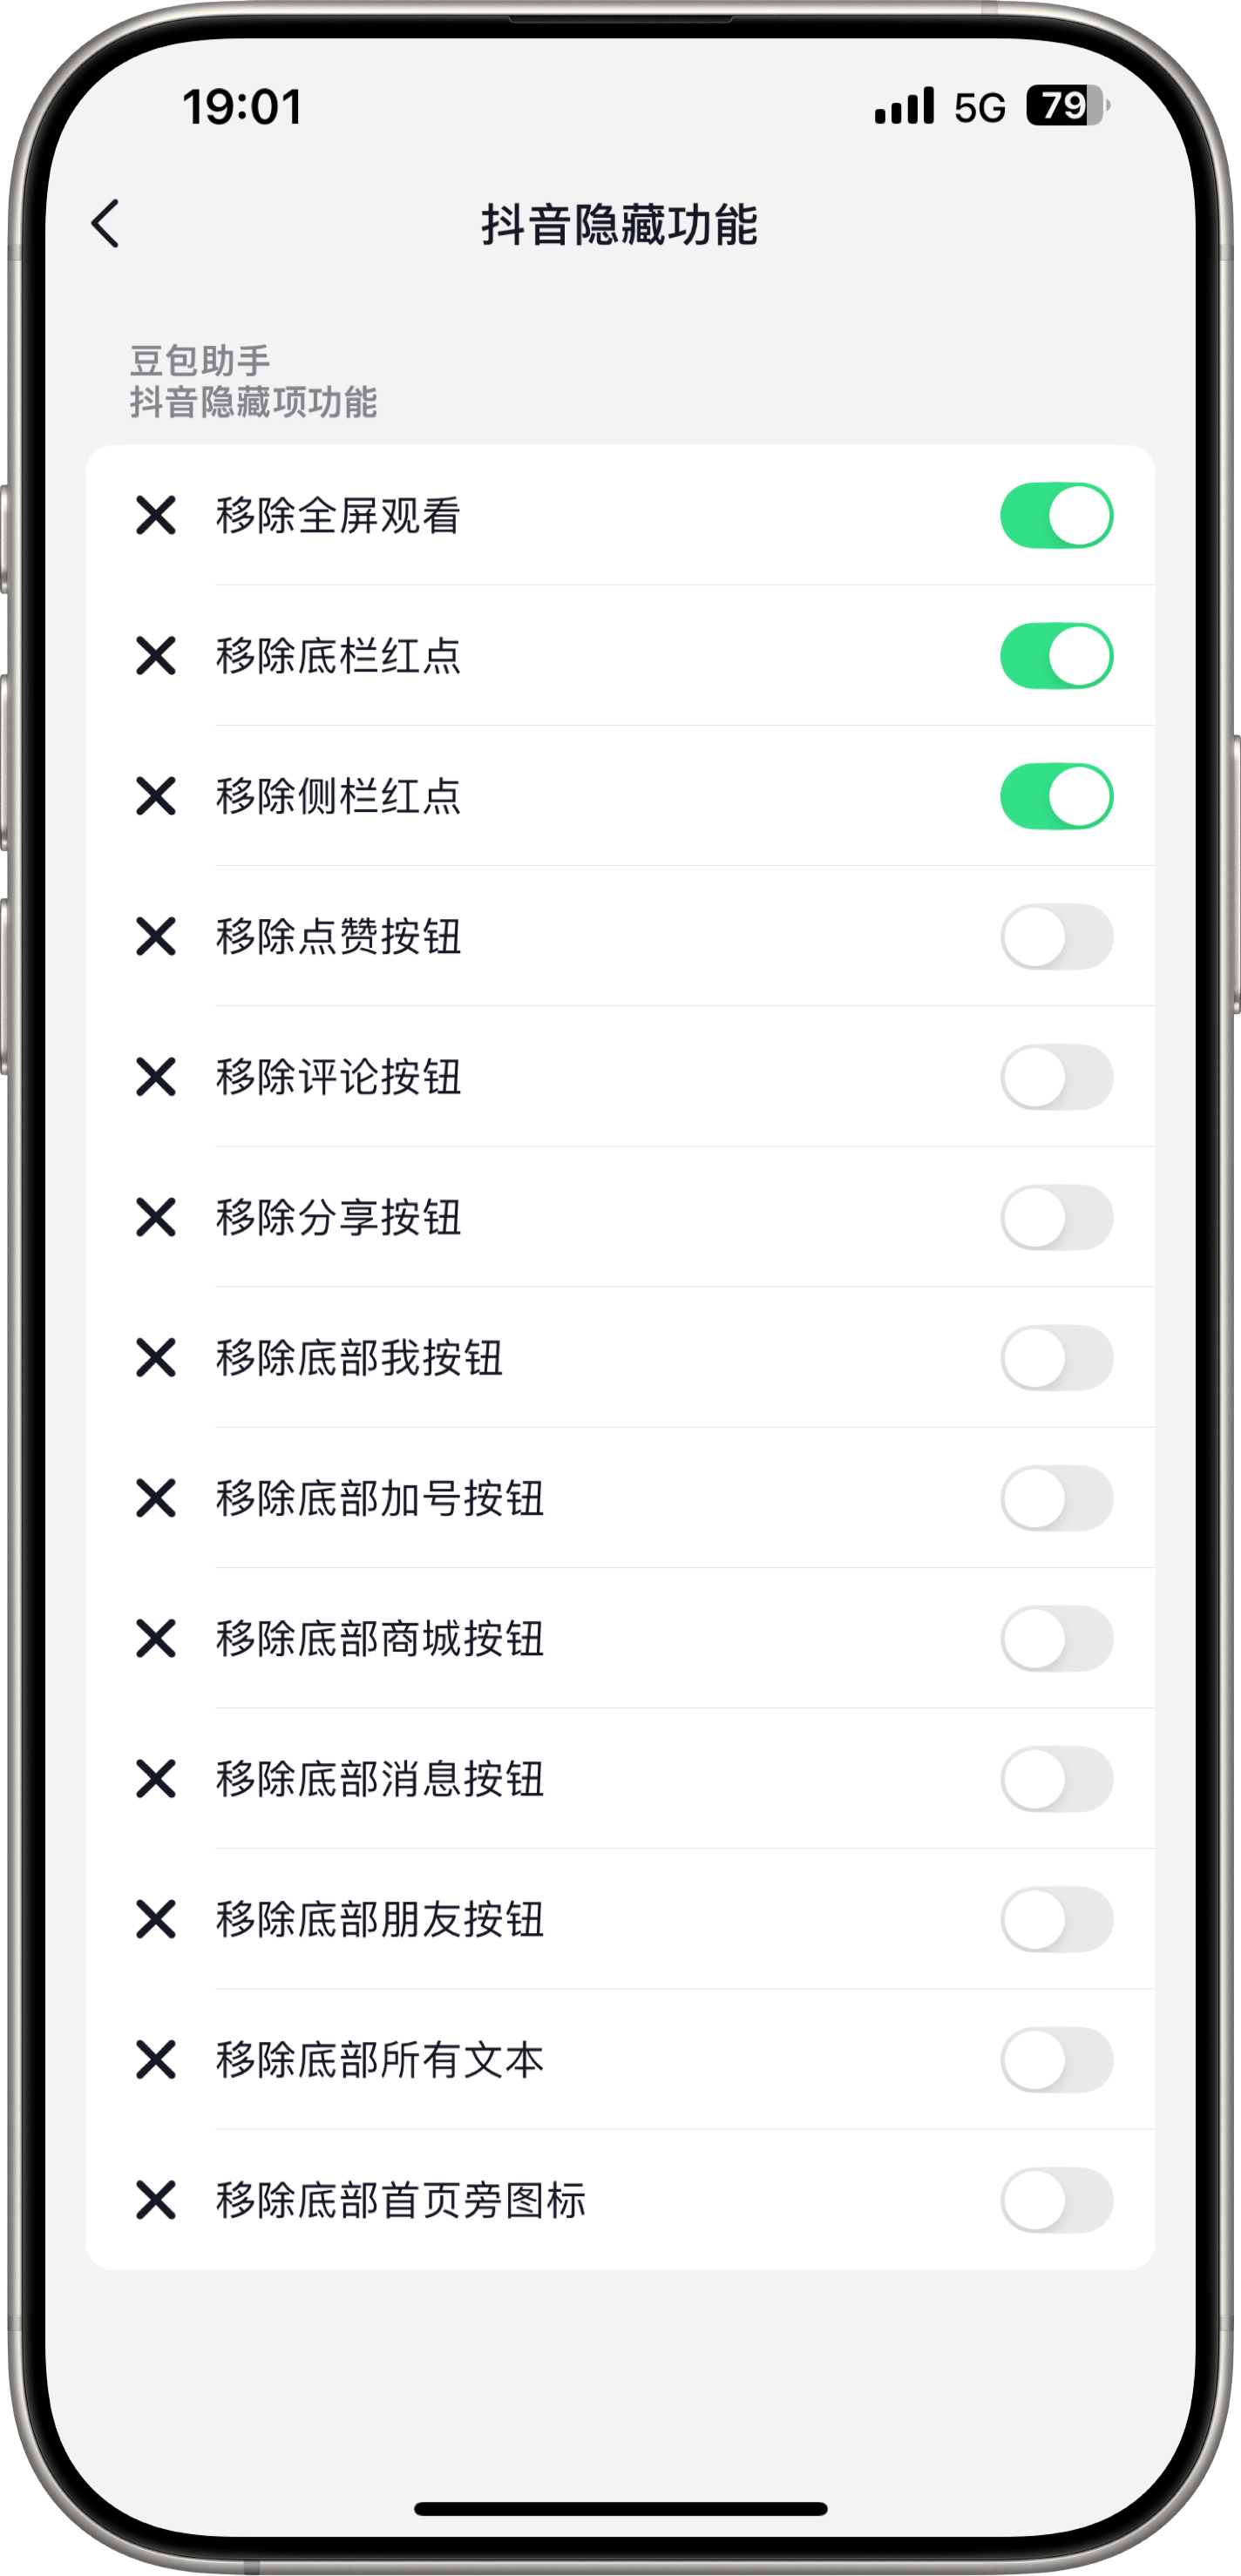 19:01 5G 79
抖音隐藏功能
豆包助手
抖音隐藏项功能
移除全屏观看
移除底栏红点
移除侧栏红点
移除点赞按钮
移除评论按钮
移除分享按钮
移除底部我按钮
移除底部加号按钮
移除底部商城按钮
移除底部消息按钮
移除底部朋友按钮
移除底部所有文本
移除底部首页旁图标